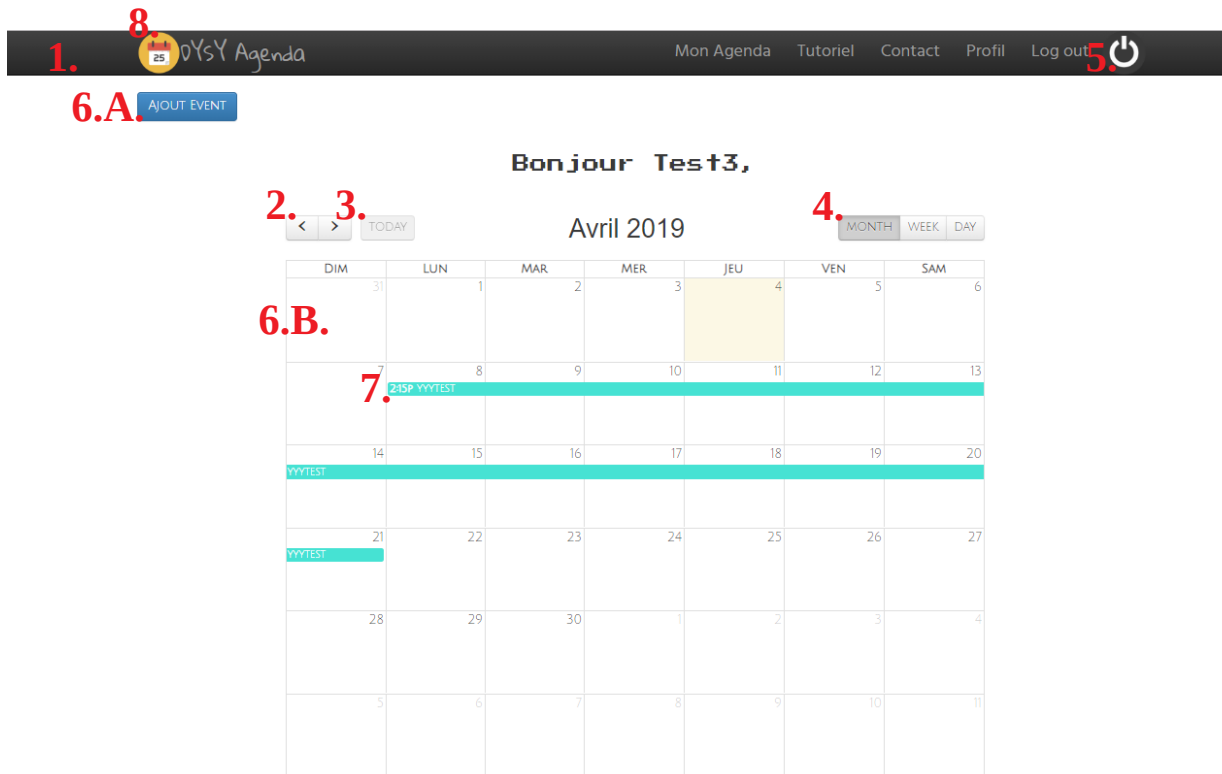 8.
1. 25 DYSY Agenda Mon Agenda Tutoriel Contact Profil Log out 5.
6.A. AJOUT EVENT
Bonjour Test3,
2. 3. 4.
< > TODAY Avril 2019 MONTH WEEK DAY
DIM LUN MAR MER JEU VEN SAM
31 1 2 3 4 5 6
6.B.
7 8 9 10 11 12 13
7. 2:45P YYYTEST
14 15 16 17 18 19 20
YYYTEST
21 22 23 24 25 26 27
YYYTEST
28 29 30 1 2 3 4
5 6 7 8 9 10 11